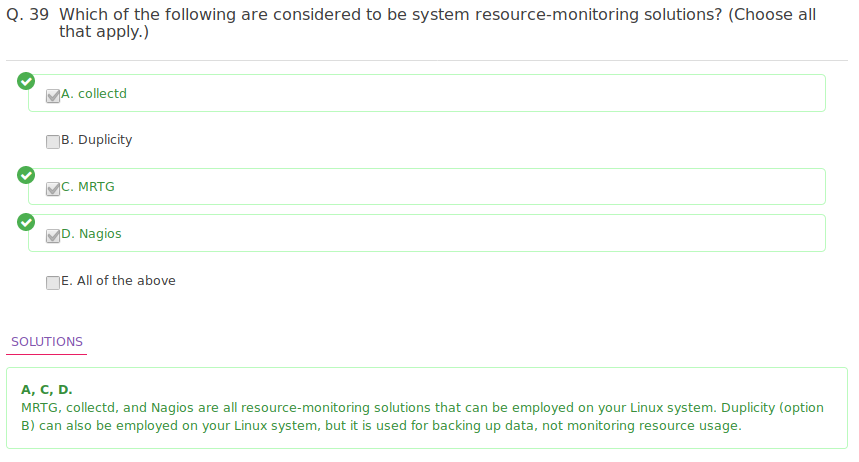 Q. 39 Which of the following are considered to be system resource-monitoring solutions? (Choose all
that apply.)
A. collectd
B. Duplicity
C. MRTG
D. Nagios
E. All of the above
SOLUTIONS
A, C, D.
MRTG, collectd, and Nagios are all resource-monitoring solutions that can be employed on your Linux system. Duplicity (option
B) can also be employed on your Linux system, but it is used for backing up data, not monitoring resource usage.